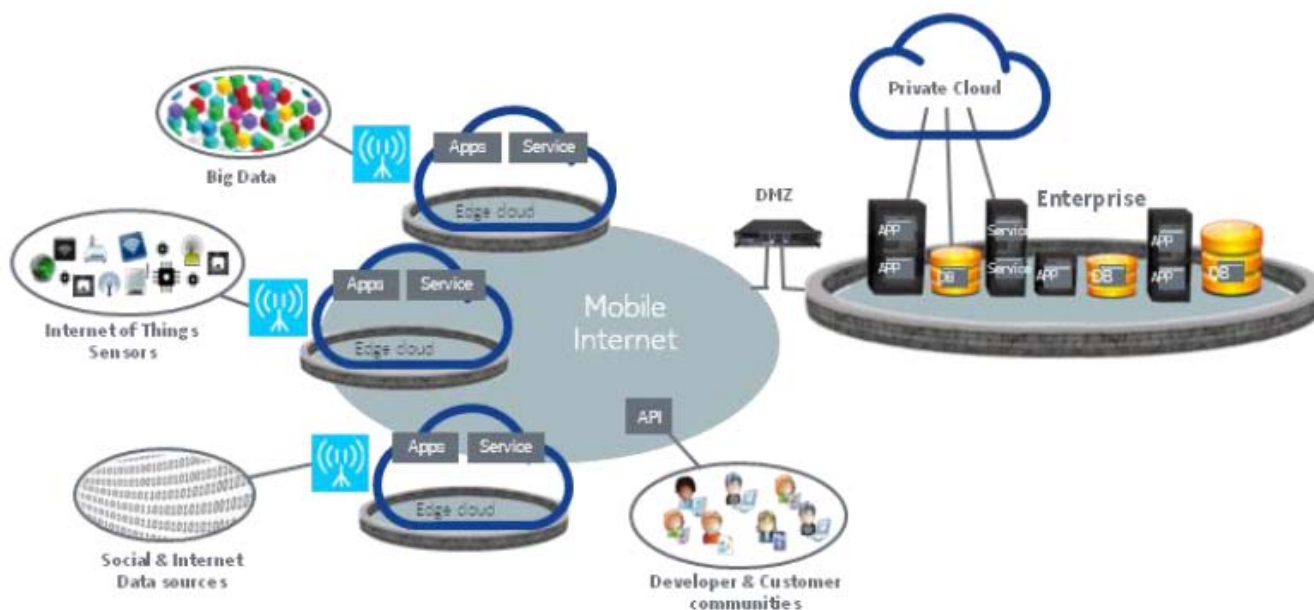 Private Cloud
Apps
Service
Big Data
Edge cloud
DMZ
Enterprise
APP
APP
DB
Service
Service
APP
DB
APP
APP
DB
Apps
Service
Mobile
Internet
Internet of Things
Sensors
Edge cloud
API
Apps
Service
Edge cloud
Social & Internet
Data sources
Developer & Customer
communities